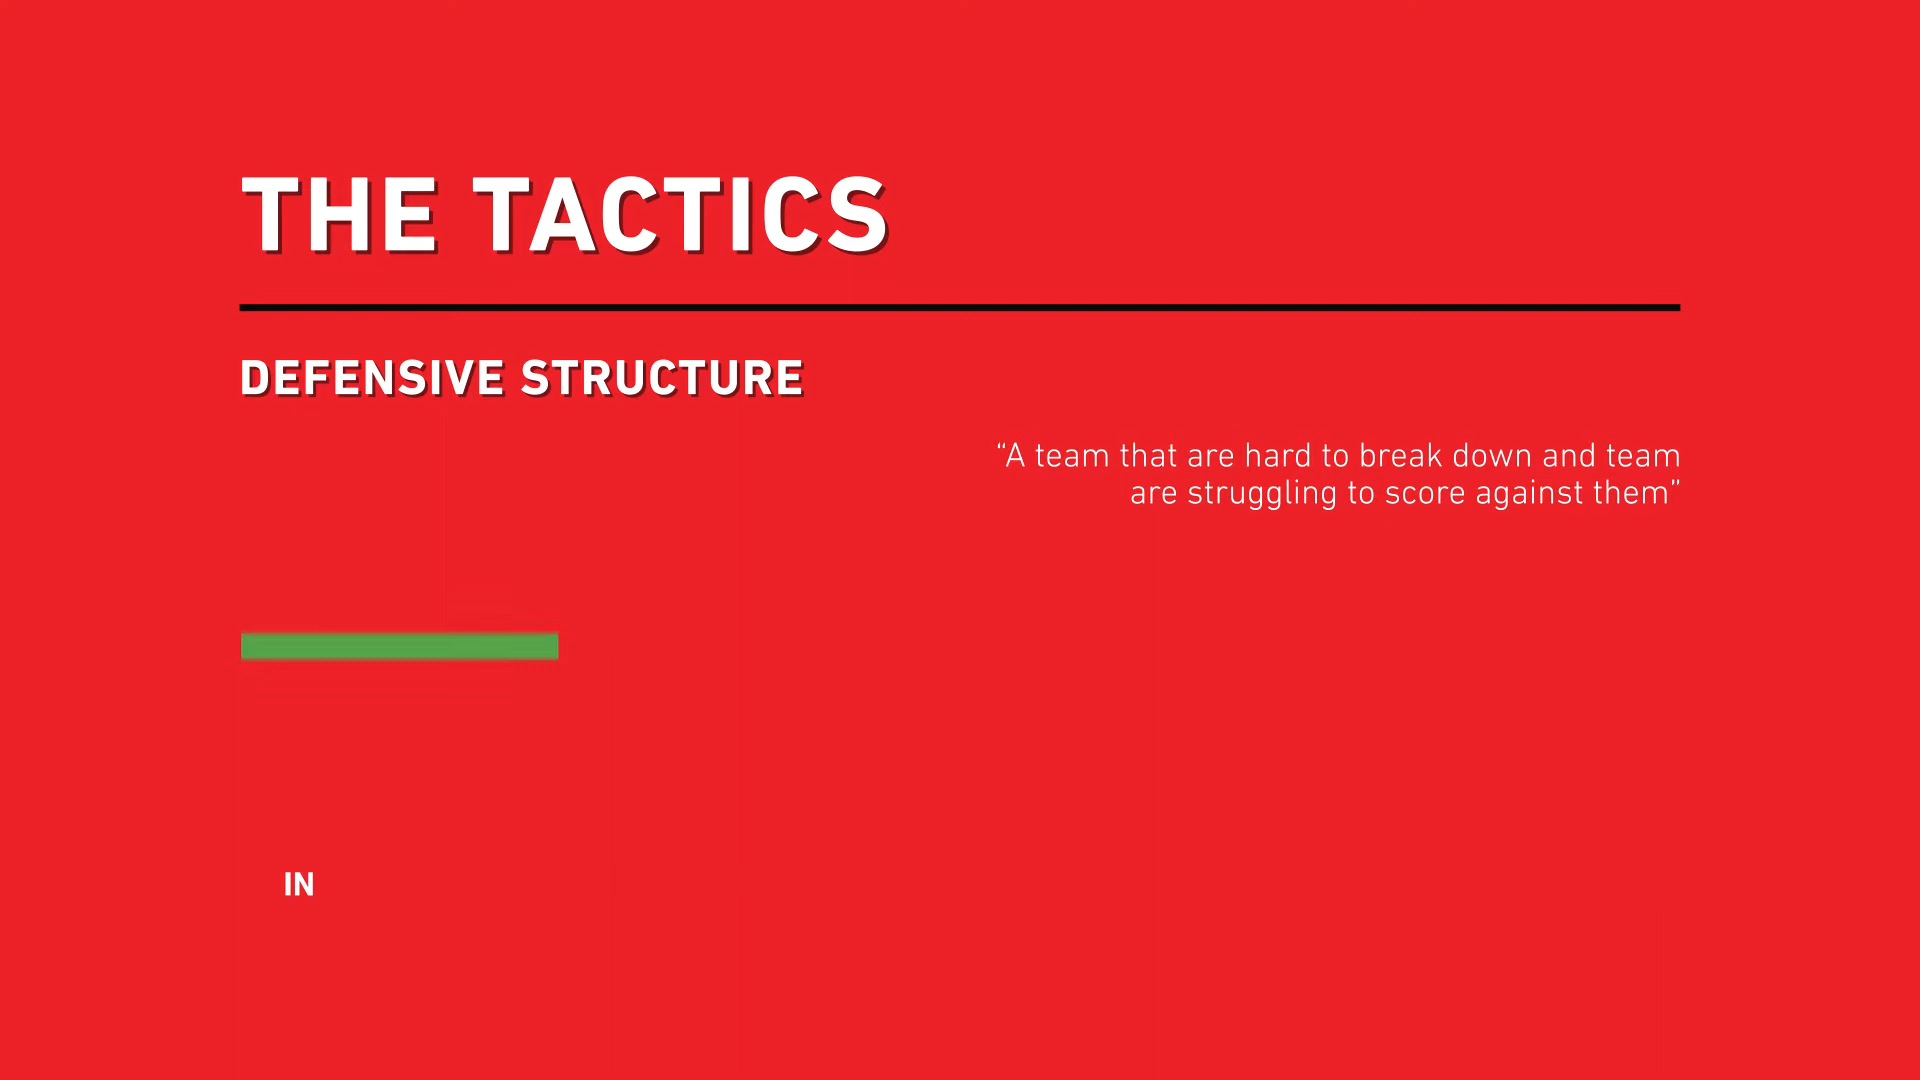 THE TACTICS
DEFENSIVE STRUCTURE
“A team that are hard to break down and team
are struggling to score against them”
IN